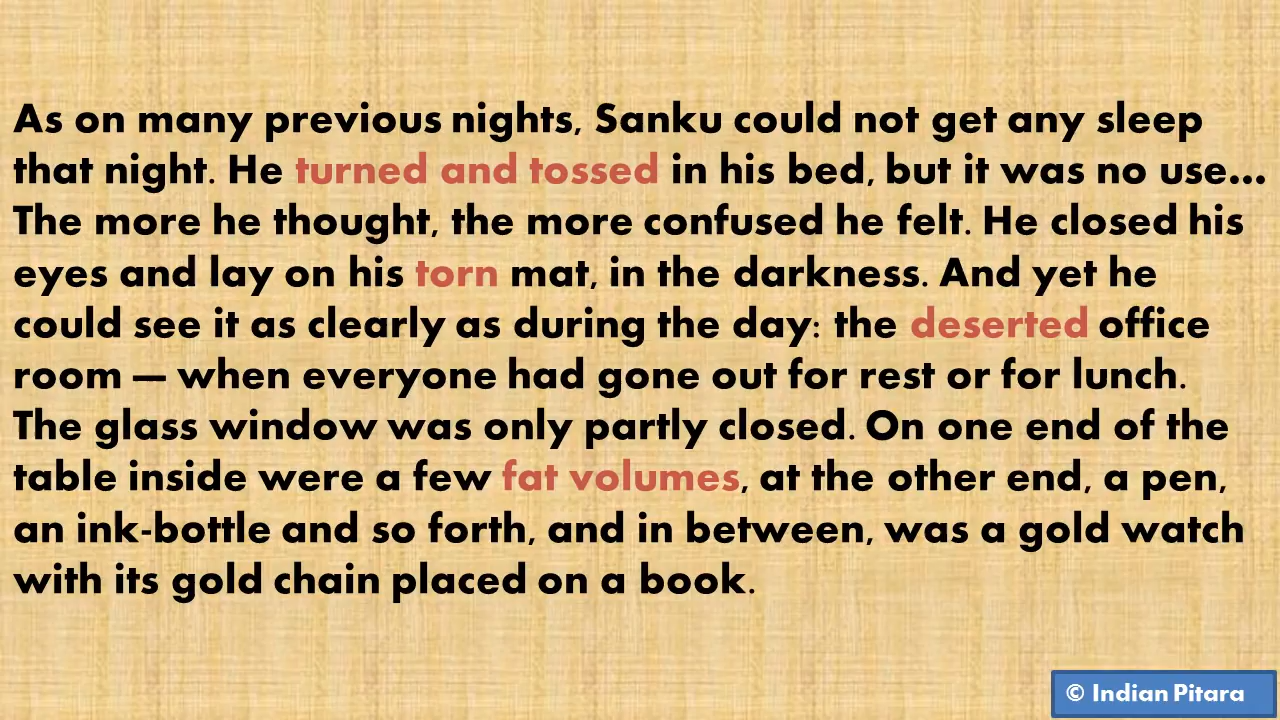 As on many previous nights, Sanku could not get any sleep
that night. He turned and tossed in his bed, but it was no use...
The more he thought, the more confused he felt. He closed his
eyes and lay on his torn mat, in the darkness. And yet he
could see it as clearly as during the day: the deserted office
room — when everyone had gone out for rest or for lunch.
The glass window was only partly closed. On one end of the
table inside were a few fat volumes, at the other end, a pen,
an ink-bottle and so forth, and in between, was a gold watch
with its gold chain placed on a book.
© Indian Pitara